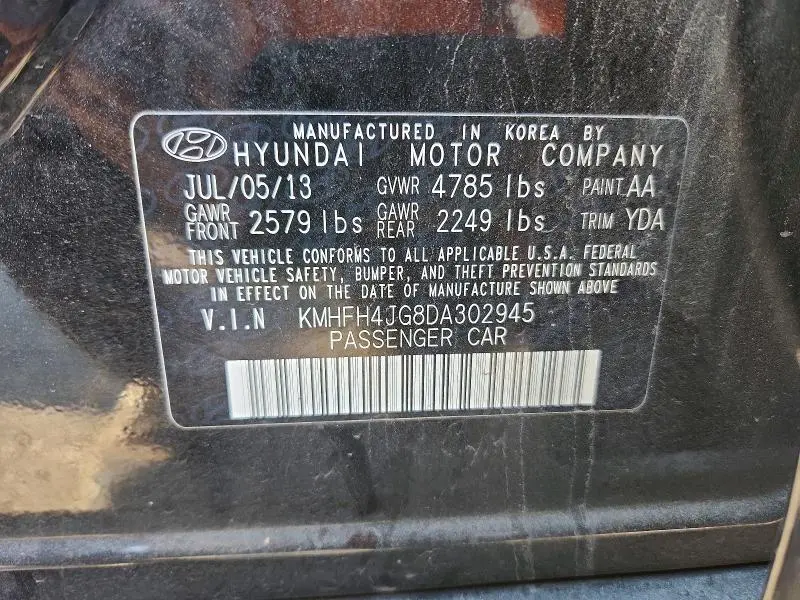 MANUFACTURED IN KOREA BY
HYUNDAI MOTOR COMPANY
JUL/05/13 GVWR 4785 lbs PAINT AA
GAWR FRONT 2579 lbs GAWR REAR 2249 lbs TRIM YDA
THIS VEHICLE CONFORMS TO ALL APPLICABLE U.S.A. FEDERAL
MOTOR VEHICLE SAFETY, BUMPER, AND THEFT PREVENTION STANDARDS
IN EFFECT ON THE DATE OF MANUFACTURE SHOWN ABOVE
V.I.N KMHFH4JG8DA302945
PASSENGER CAR